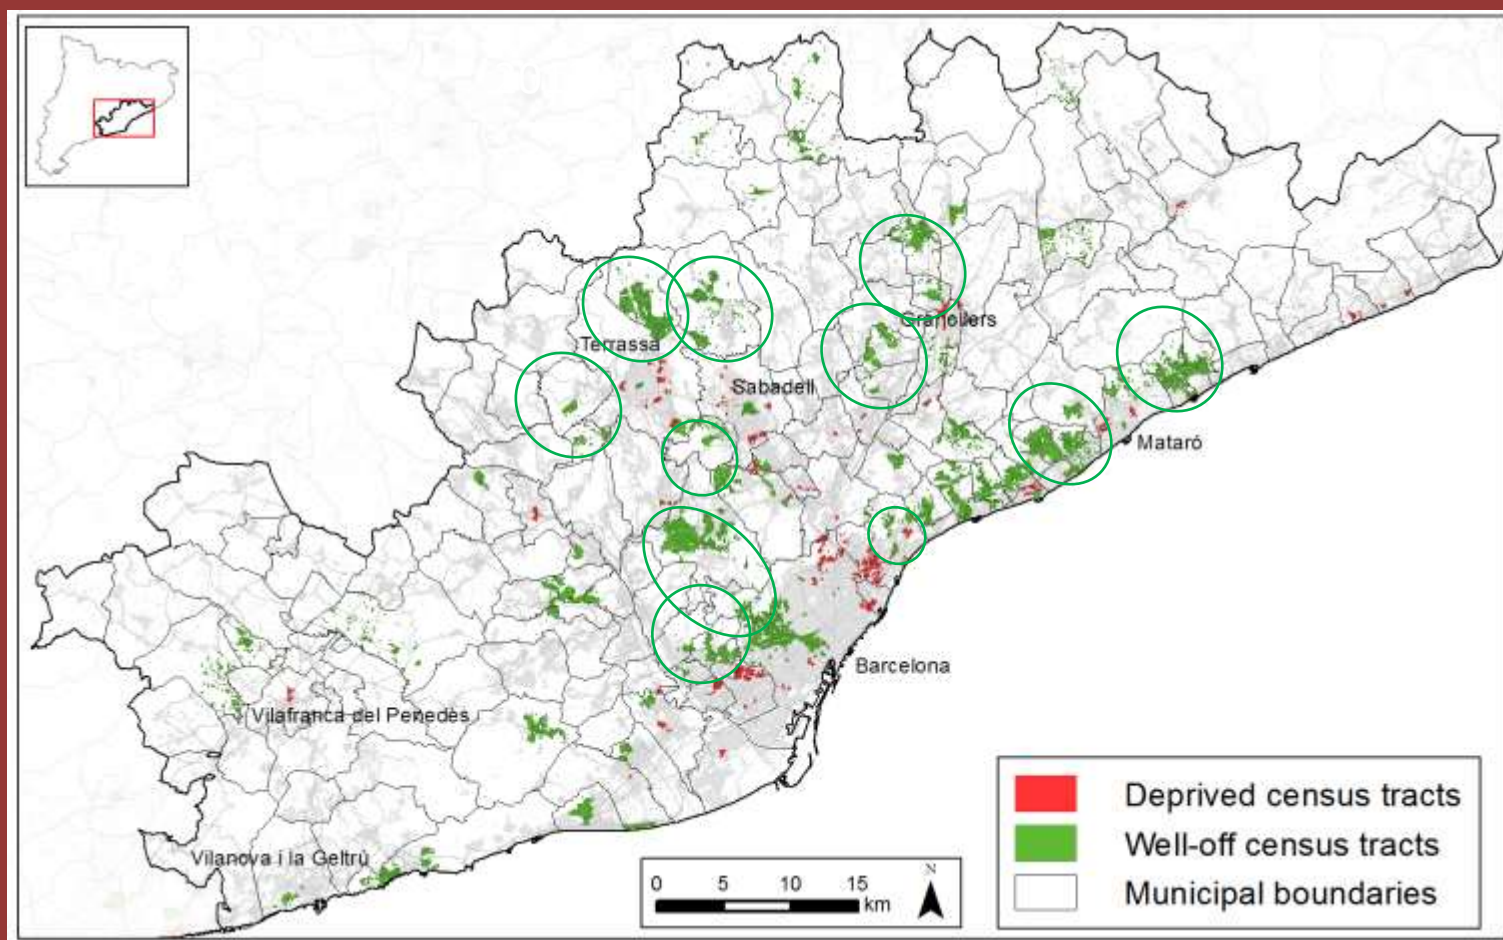 Granollers
Terrassa
Sabadell
Mataró
Barcelona
Vilafranca del Penedès
Vilanova i la Geltrù
0 5 10 15
km
N
Deprived census tracts
Well-off census tracts
Municipal boundaries